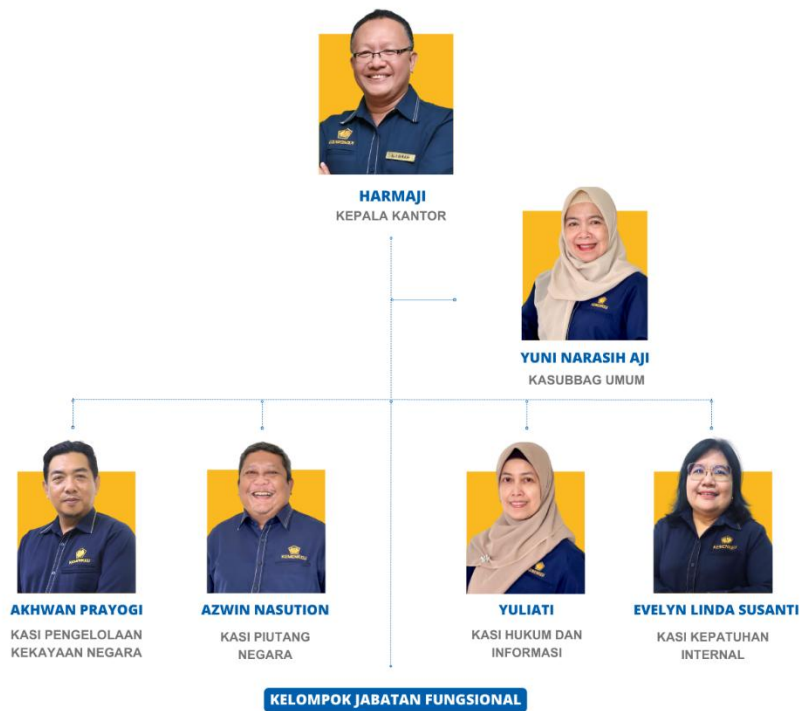 HARMAJI
KEPALA KANTOR
YUNI NARASIH AJI
KASUBBAG UMUM
AKHWAN PRAYOGI
KASI PENGELOLAAN
KEKAYAAN NEGARA
AZWIN NASUTION
KASI PIUTANG
NEGARA
YULIATI
KASI HUKUM DAN
INFORMASI
EVELYN LINDA SUSANTI
KASI KEPATUHAN
INTERNAL
KELOMPOK JABATAN FUNGSIONAL